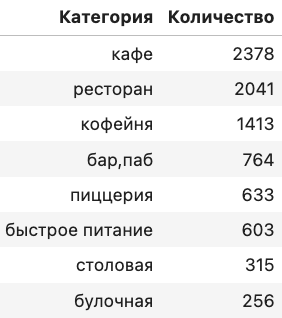 Категория Количество
кафе 2378
ресторан 2041
кофейня 1413
бар,паб 764
пиццерия 633
быстрое питание 603
столовая 315
булочная 256